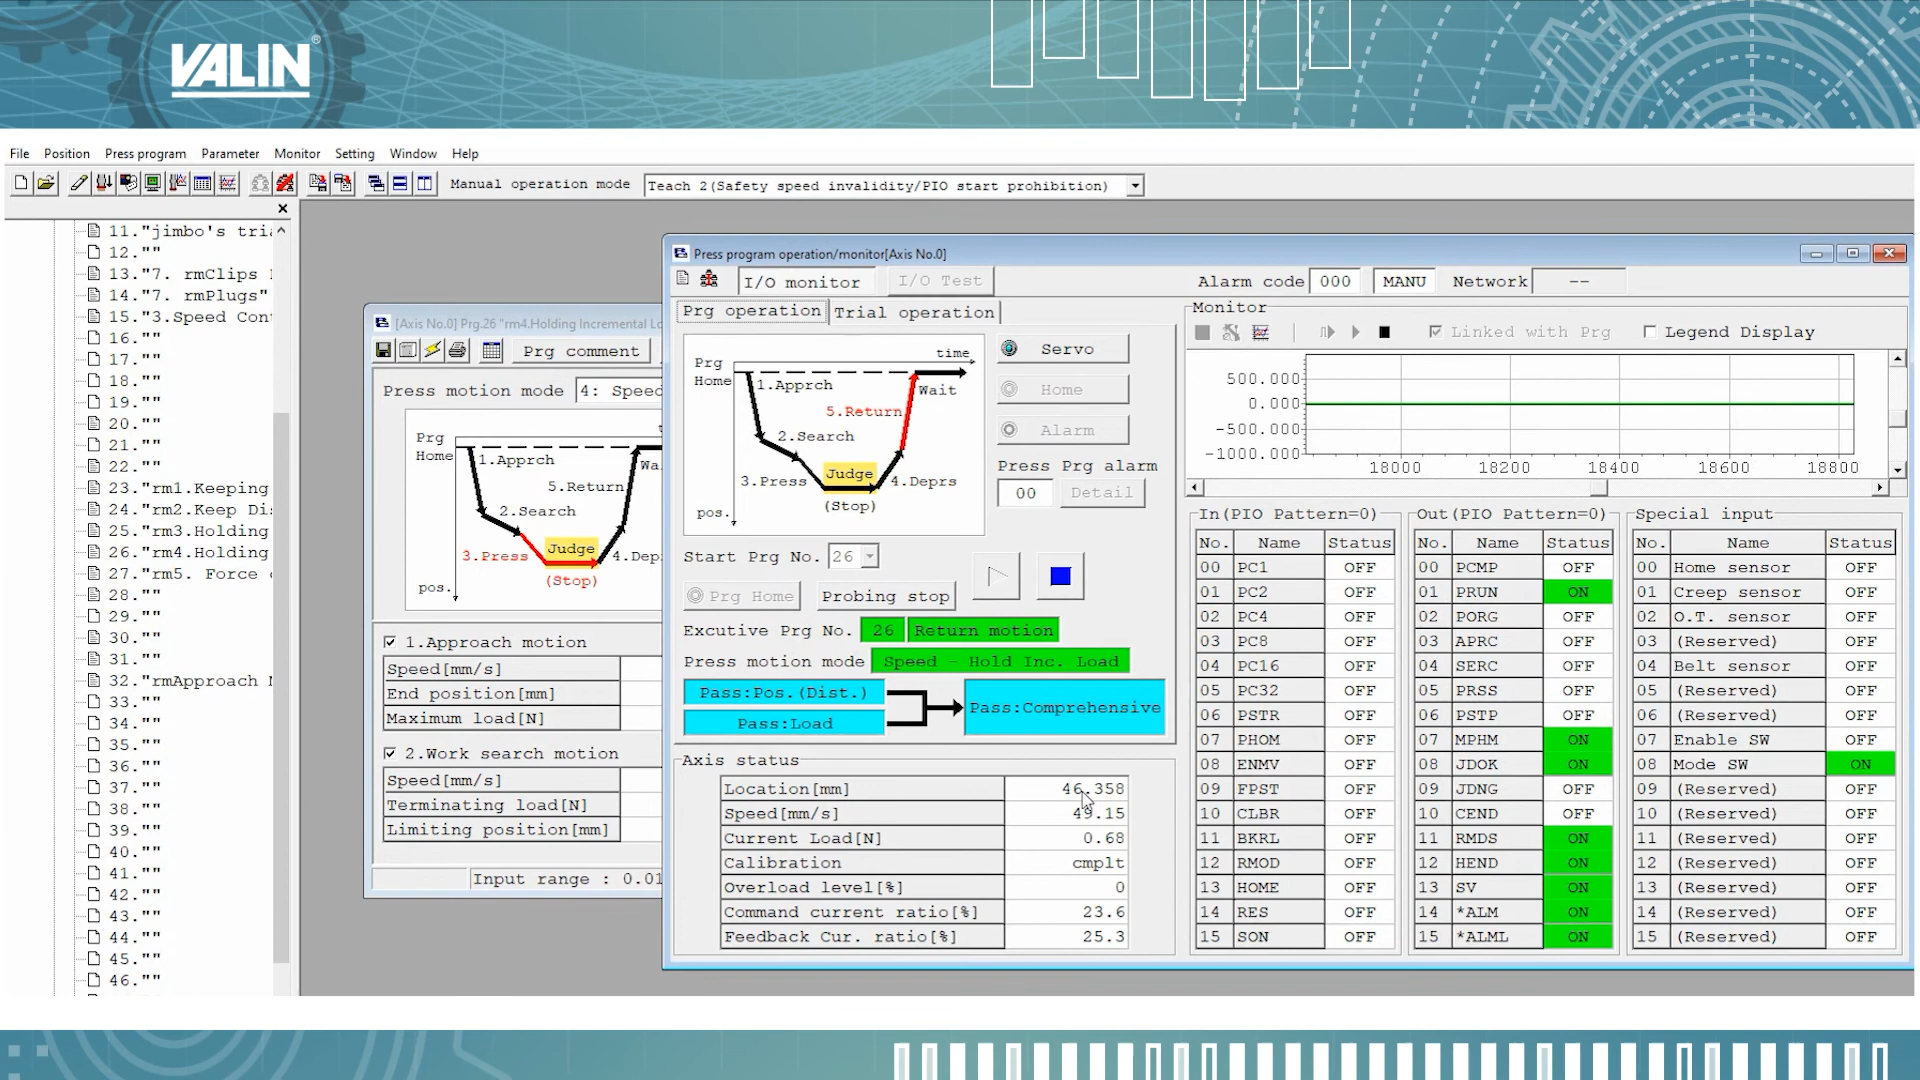 VALIN®
File Position Press program Parameter Monitor Setting Window Help
Manual operation mode Teach 2(Safety speed invalidity/PIO start prohibition)
11."jimbo's tria
12.""
13."7. rmClips
14."7. rmPlugs"
15."3.Speed Con
16.""
17.""
18.""
19.""
20.""
21.""
22.""
23."rm1.Keeping
24."rm2.Keep Di
25."rm3.Holding
26."rm4.Holding
27."rm5. Force
28.""
29.""
30.""
31.""
32."rmApproach
33.""
34.""
35.""
36.""
37.""
38.""
39.""
40.""
41.""
42.""
43.""
44.""
45.""
46.""
[Axis No.0] Prg.26 "rm4.Holding Incremental Lo
Prg comment
Press motion mode 4: Speed
Prg
Home
1.Apprch
Wa
5.Return
2.Search
3.Press
Judge
4.Dep
(Stop)
pos.
1.Approach motion
Speed[mm/s]
End position[mm]
Maximum load[N]
2.Work search motion
Speed[mm/s]
Terminating load[N]
Limiting position[mm]
Input range : 0.01
Press program operation/monitor[Axis No.0]
I/O monitor I/O Test
Alarm code 000 MANU Network --
Prg operation Trial operation
Prg
Home
time
1.Apprch
Wait
5.Return
2.Search
3.Press
Judge
4.Deprs
(Stop)
pos.
Servo
Home
Alarm
Press Prg alarm
00 Detail
Start Prg No. 26
Prg Home Probing stop
Excutive Prg No. 26 Return motion
Press motion mode Speed - Hold Inc. Load
Pass:Pos.(Dist.)
Pass:Load
Pass:Comprehensive
Axis status
Location[mm] 46.358
Speed[mm/s] 49.15
Current Load[N] 0.68
Calibration cmplt
Overload level[%] 0
Command current ratio[%] 23.6
Feedback Cur. ratio[%] 25.3
Monitor
Linked with Prg Legend Display
500.000
0.000
-500.000
-1000.000
18000 18200 18400 18600 18800
In(PIO Pattern=0)
No. Name Status
00 PC1 OFF
01 PC2 OFF
02 PC4 OFF
03 PC8 OFF
04 PC16 OFF
05 PC32 OFF
06 PSTR OFF
07 PHOM OFF
08 ENMV OFF
09 FPST OFF
10 CLBR OFF
11 BKRL OFF
12 RMOD OFF
13 HOME OFF
14 RES OFF
15 SON OFF
Out(PIO Pattern=0)
No. Name Status
00 PCMP OFF
01 PRUN ON
02 PORG OFF
03 APRC OFF
04 SERC OFF
05 PRSS OFF
06 PSTP OFF
07 MPHM ON
08 JDOK ON
09 JDNG OFF
10 CEND OFF
11 RMDS ON
12 HEND ON
13 SV ON
14 *ALM ON
15 *ALML ON
Special input
No. Name Status
00 Home sensor OFF
01 Creep sensor OFF
02 O.T. sensor OFF
03 (Reserved) OFF
04 Belt sensor OFF
05 (Reserved) OFF
06 (Reserved) OFF
07 Enable SW OFF
08 Mode SW ON
09 (Reserved) OFF
10 (Reserved) OFF
11 (Reserved) OFF
12 (Reserved) OFF
13 (Reserved) OFF
14 (Reserved) OFF
15 (Reserved) OFF